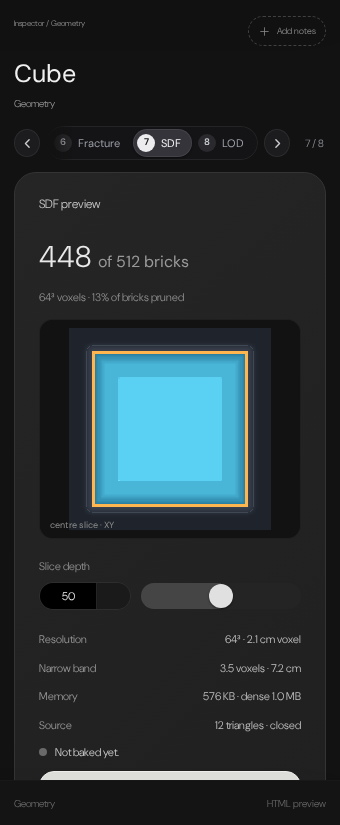 Inspector / Geometry
+ Add notes
Cube
Geometry
6 Fracture 7 SDF 8 LOD 7 / 8
SDF preview
448 of 512 bricks
64³ voxels · 13% of bricks pruned
centre slice · XY
Slice depth
50
Resolution 64³ · 2.1 cm voxel
Narrow band 3.5 voxels · 7.2 cm
Memory 576 KB · dense 1.0 MB
Source 12 triangles · closed
Not baked yet.
Geometry HTML preview